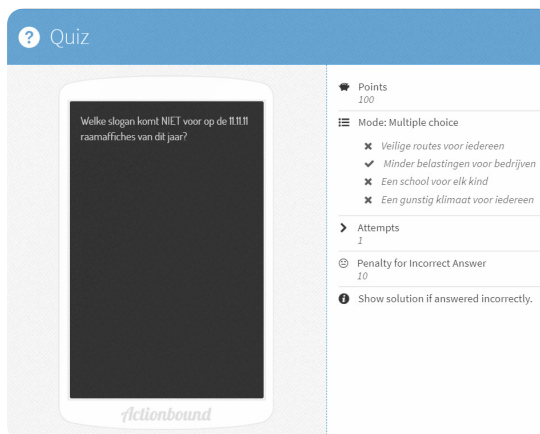 Quiz
Welke slogan komt NIET voor op de 11.11.11
raamaffiches van dit jaar?
Actionbound
Points
100
Mode: Multiple choice
Veilige routes voor iedereen
Minder belastingen voor bedrijven
Een school voor elk kind
Een gunstig klimaat voor iedereen
Attempts
1
Penalty for Incorrect Answer
10
Show solution if answered incorrectly.